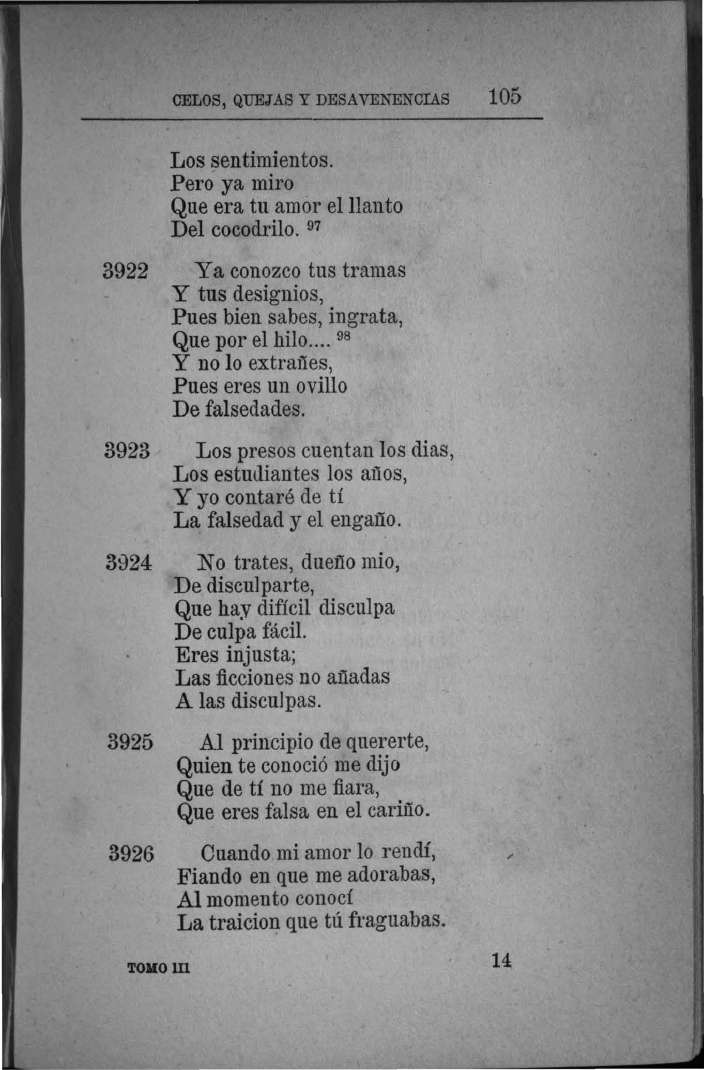 CELOS, QUEJAS Y DESAVENENCIAS 105
Los sentimientos.
Pero ya miro
Que era tu amor el llanto
Del cocodrilo. 97
3922 Ya conozco tus tramas
Y tus designios,
Pues bien sabes, ingrata,
Que por el hilo.... 98
Y no lo extrañes,
Pues eres un ovillo
De falsedades.
3923 Los presos cuentan los dias,
Los estudiantes los años,
Y yo contaré de tí
La falsedad y el engaño.
3924 No trates, dueño mio,
De disculparte,
Que hay difícil disculpa
De culpa fácil.
Eres injusta;
Las ficciones no añadas
A las disculpas.
3925 Al principio de quererte,
Quien te conoció me dijo
Que de tí no me fiara,
Que eres falsa en el cariño.
3926 Cuando mi amor lo rendí,
Fiando en que me adorabas,
Al momento conocí
La traicion que tú fraguabas.
TOMO III 14